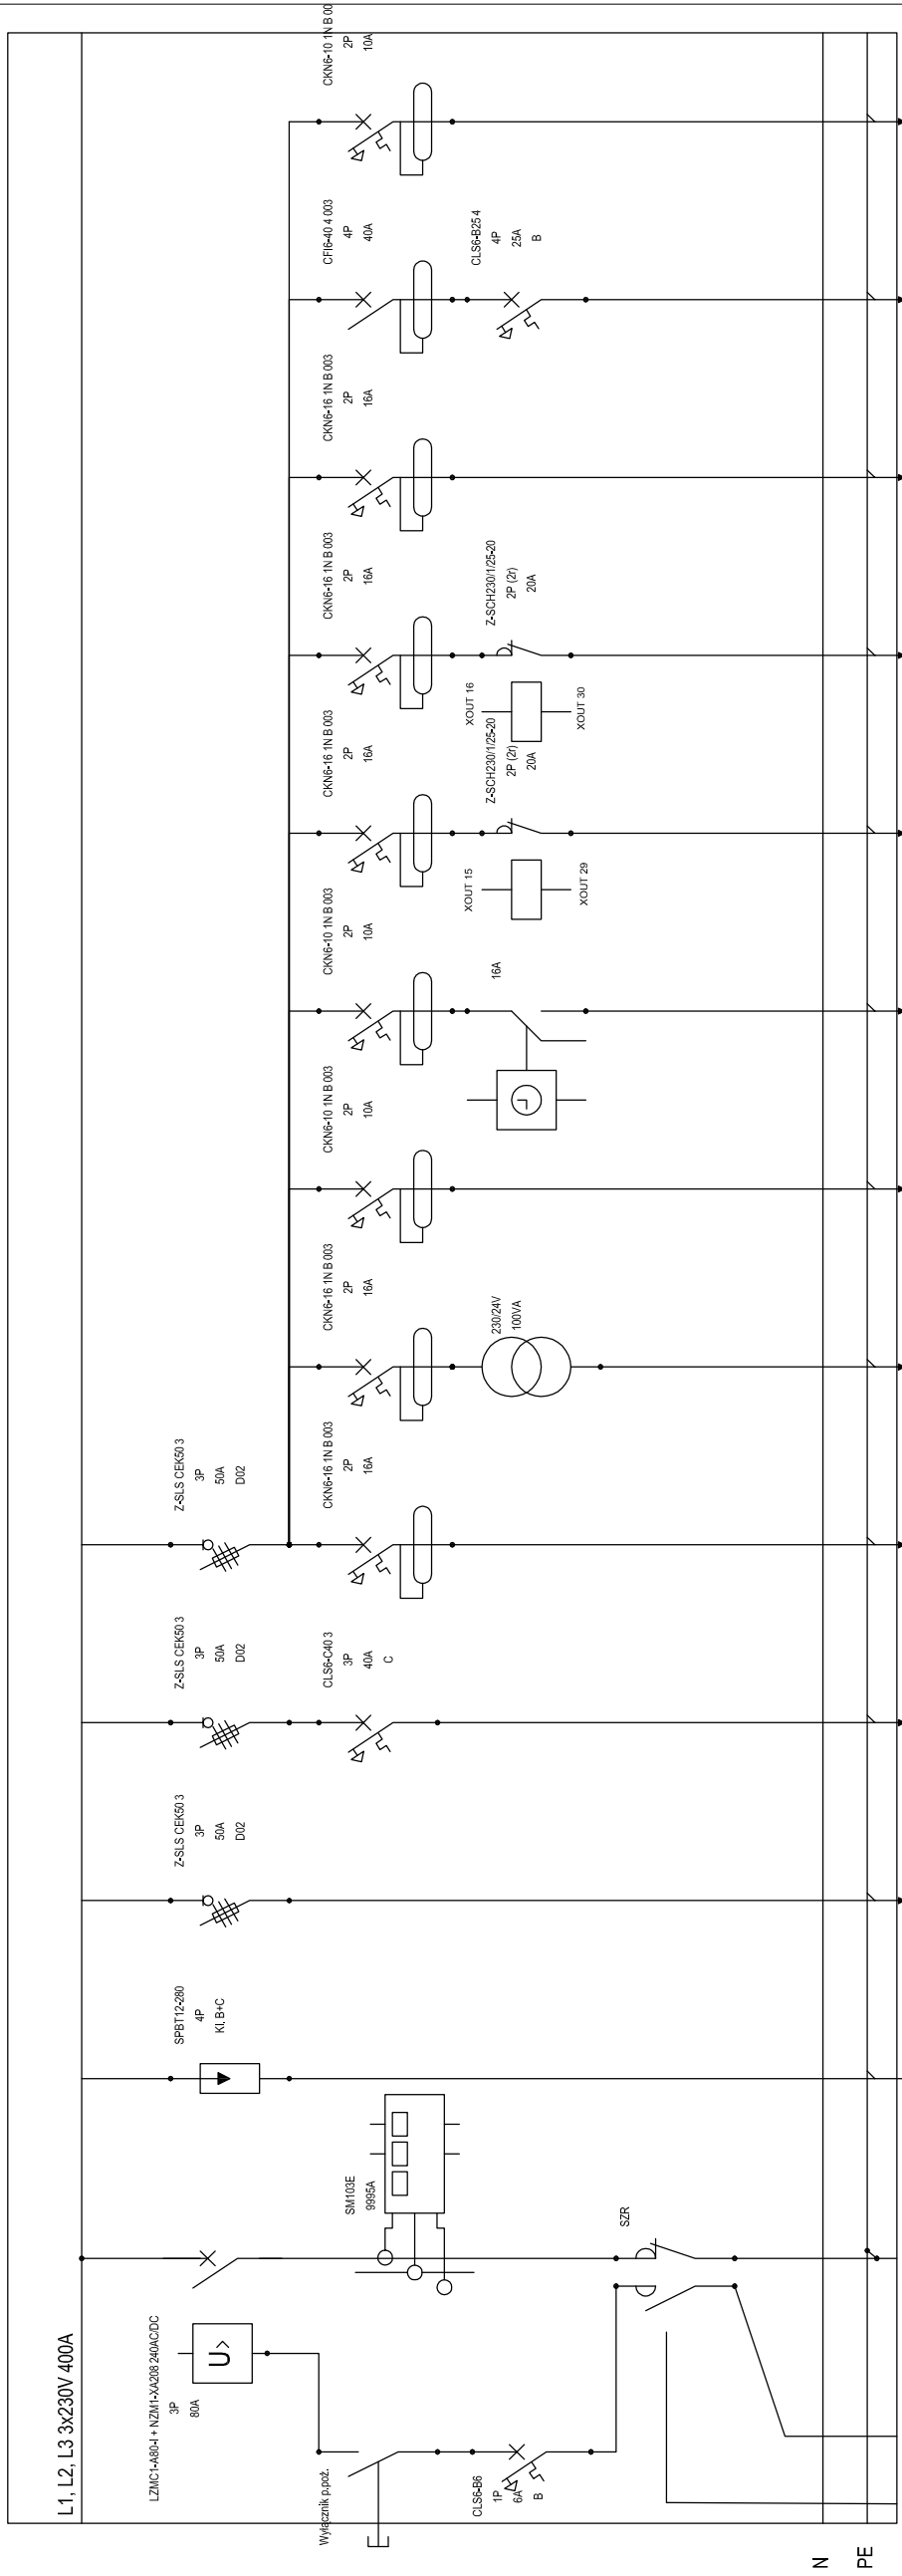 L1, L2, L3 3x230V 400A
LZMC1-A80-I + NZM1-XA208 240AC/DC
3P
80A
U>
Wyłącznik p.poż.
CLS6-B6
1P
6A
B
SM103E
9995A
SZR
SPBT12-280
4P
Kl. B+C
Z-SLS CEK50 3
3P
50A
D02
Z-SLS CEK50 3
3P
50A
D02
CLS6-C40 3
3P
40A
C
Z-SLS CEK50 3
3P
50A
D02
CKN6-16 1N B 003
2P
16A
CKN6-16 1N B 003
2P
16A
230/24V
100VA
CKN6-10 1N B 003
2P
10A
CKN6-10 1N B 003
2P
10A
16A
CKN6-16 1N B 003
2P
16A
Z-SCH230/1/25-20
2P (2r)
20A
XOUT 15
XOUT 29
CKN6-16 1N B 003
2P
16A
Z-SCH230/1/25-20
2P (2r)
20A
XOUT 16
XOUT 30
CKN6-16 1N B 003
2P
16A
CFI6-40 4 003
4P
40A
CLS6-B25 4
4P
25A
B
CKN6-10 1N B 00
2P
10A
N
PE